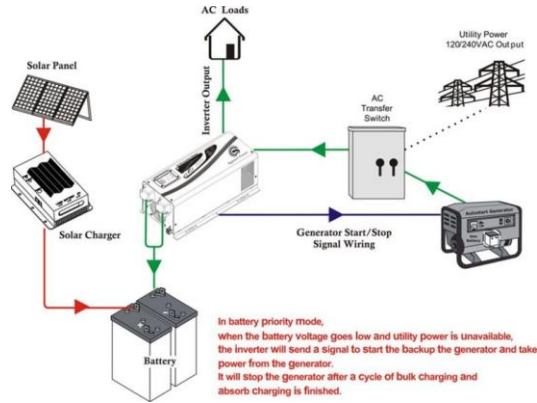 AC Loads
Utility Power
120/240VAC Output
Solar Panel
Inverter Output
AC
Transfer
Switch
Solar Charger
Generator Start/Stop
Signal Wiring
Autostart Generator
Battery
In battery priority mode,
when the battery voltage goes low and utility power is unavailable,
the inverter will send a signal to start the backup the generator and take
power from the generator.
It will stop the generator after a cycle of bulk charging and
absorb charging is finished.